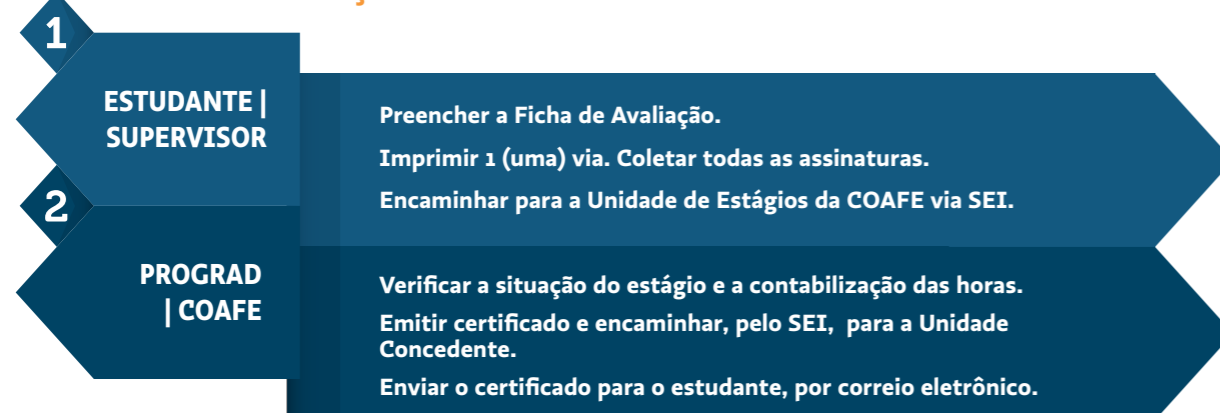 1
ESTUDANTE |
SUPERVISOR
Preencher a Ficha de Avaliação.
Imprimir 1 (uma) via. Coletar todas as assinaturas.
Encaminhar para a Unidade de Estágios da COAFE via SEI.
2
PROGRAD
| COAFE
Verificar a situação do estágio e a contabilização das horas.
Emitir certificado e encaminhar, pelo SEI, para a Unidade
Concedente.
Enviar o certificado para o estudante, por correio eletrônico.